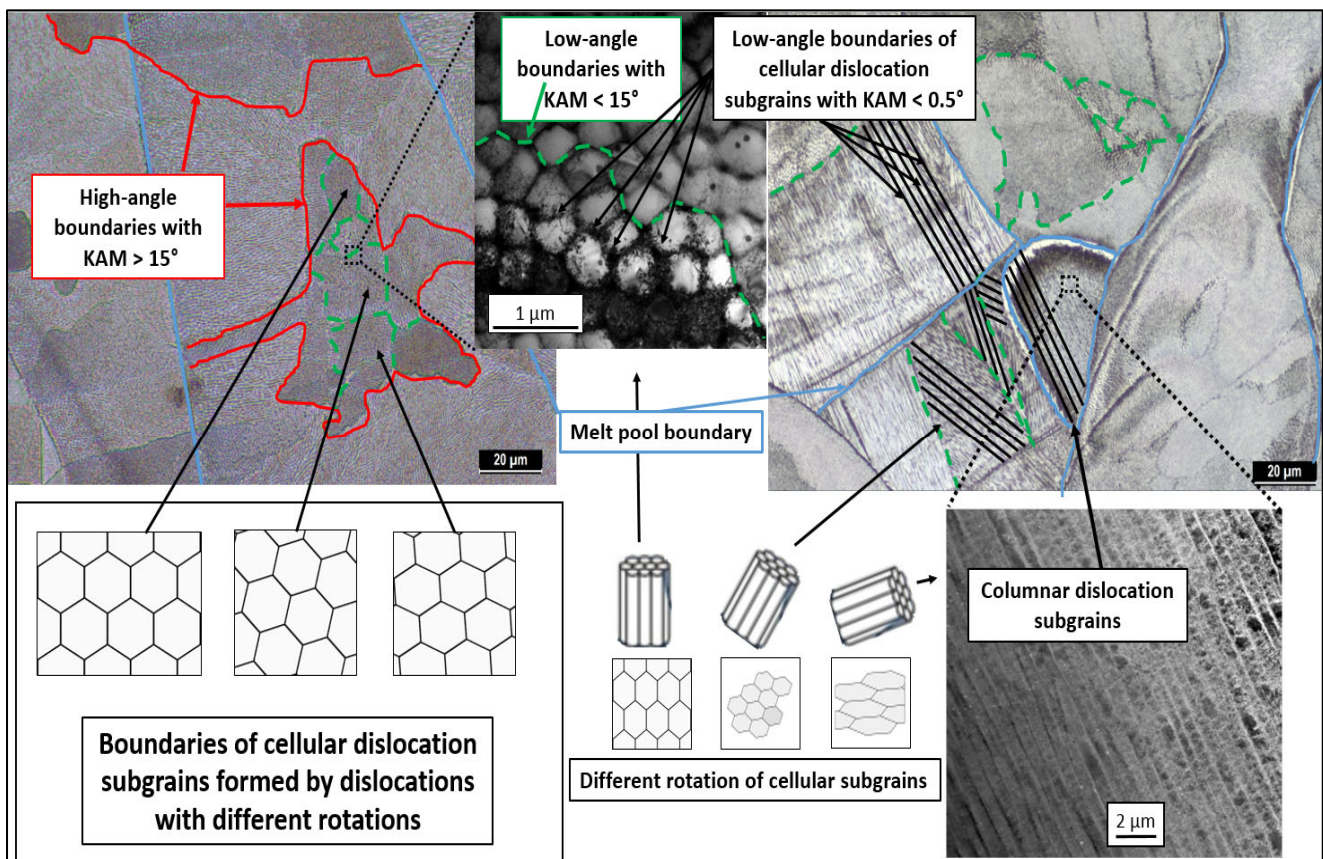 Low-angle
boundaries with
KAM < 15°
Low-angle boundaries of
cellular dislocation
subgrains with KAM < 0.5°
High-angle
boundaries with
KAM > 15°
1 µm
Melt pool boundary
20 µm
20 µm
Columnar dislocation
subgrains
Boundaries of cellular dislocation
subgrains formed by dislocations
with different rotations
Different rotation of cellular subgrains
2 µm